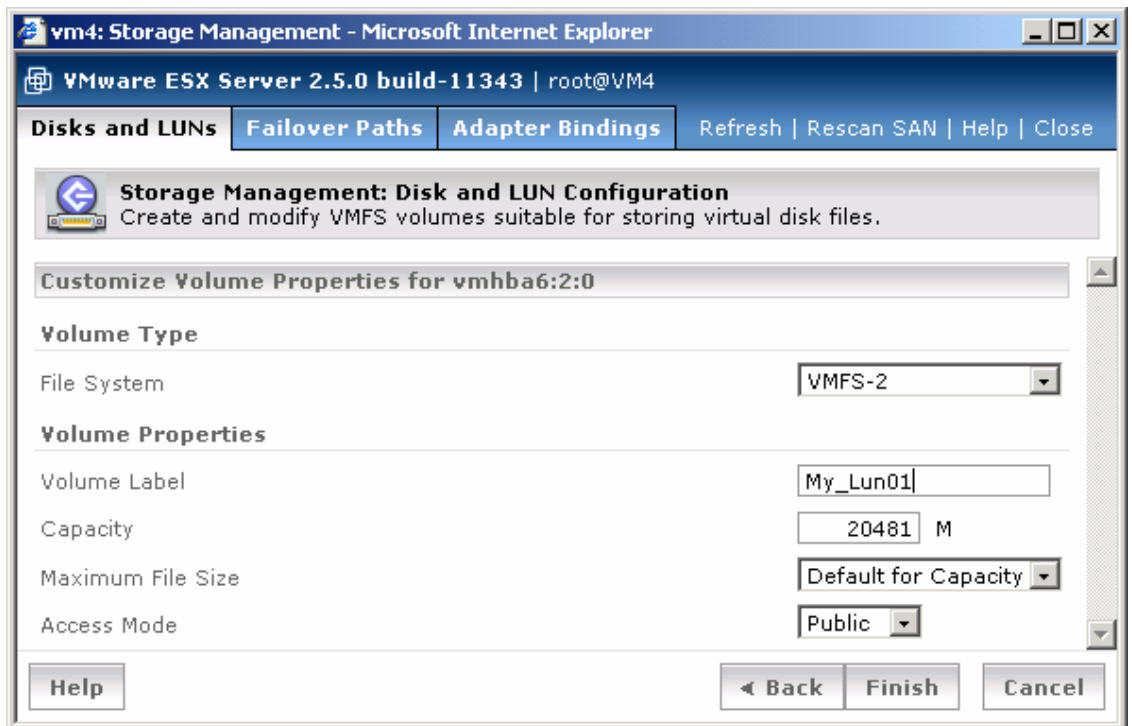 vm4: Storage Management - Microsoft Internet Explorer
VMware ESX Server 2.5.0 build-11343 | root@VM4
Disks and LUNs Failover Paths Adapter Bindings Refresh | Rescan SAN | Help | Close
Storage Management: Disk and LUN Configuration
Create and modify VMFS volumes suitable for storing virtual disk files.
Customize Volume Properties for vmhba6:2:0
Volume Type
File System VMFS-2
Volume Properties
Volume Label My_Lun01
Capacity 20481 M
Maximum File Size Default for Capacity
Access Mode Public
Help Back Finish Cancel